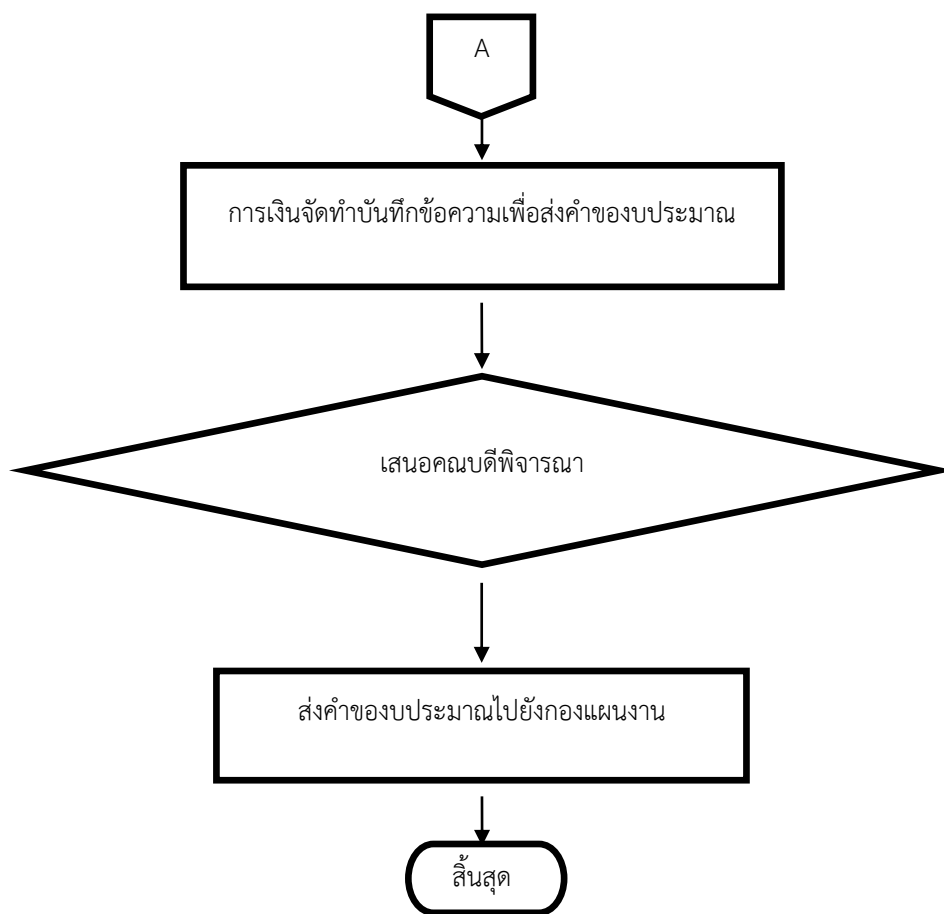 A
การเงินจัดทำบันทึกข้อความเพื่อส่งคำของบประมาณ
เสนอคณบดีพิจารณา
ส่งคำของบประมาณไปยังกองแผนงาน
สิ้นสุด